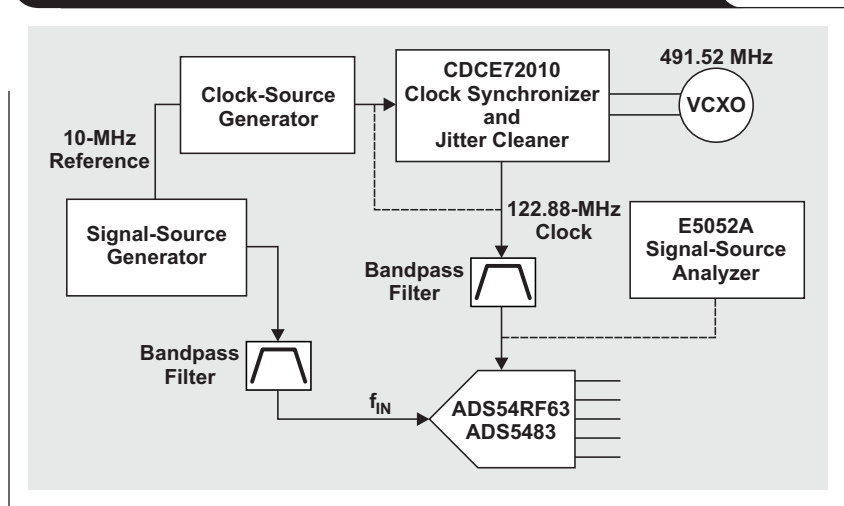 CDCE72010
Clock Synchronizer
and
Jitter Cleaner
491.52 MHz
VCXO
Clock-Source
Generator
10-MHz
Reference
Signal-Source
Generator
122.88-MHz
Clock
E5052A
Signal-Source
Analyzer
Bandpass
Filter
Bandpass
Filter
fIN
ADS54RF63
ADS5483